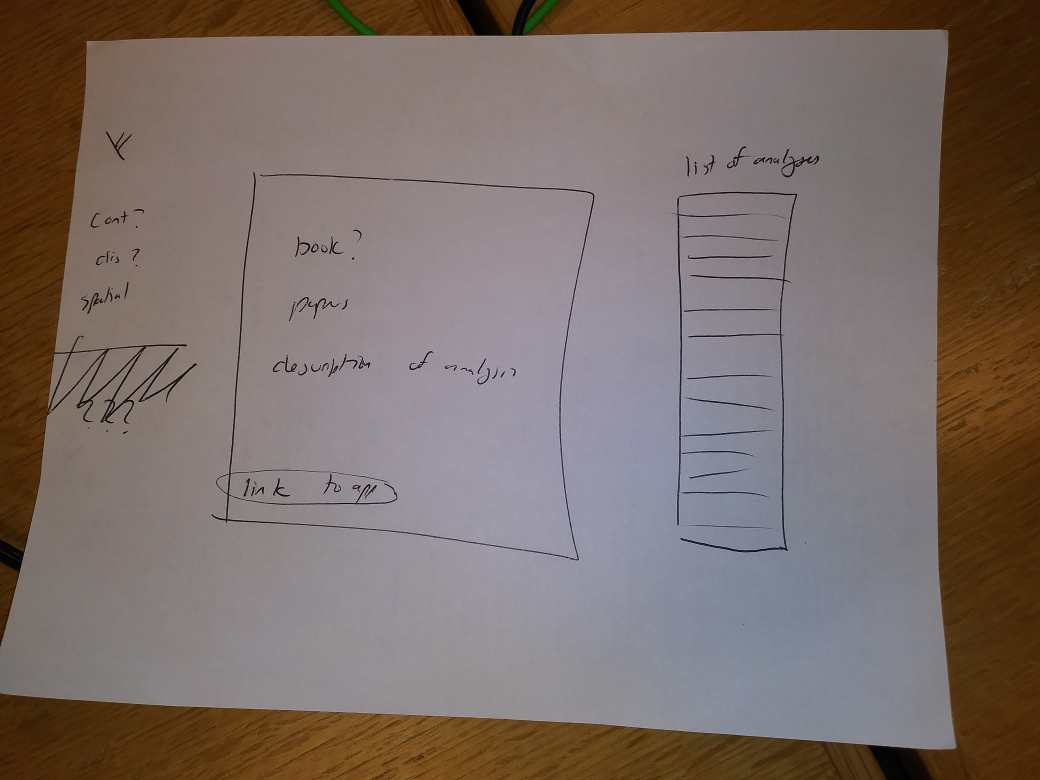 list of analyses
Cont?
dis?
spatial
book?
papers
description of analysis
link to app
???